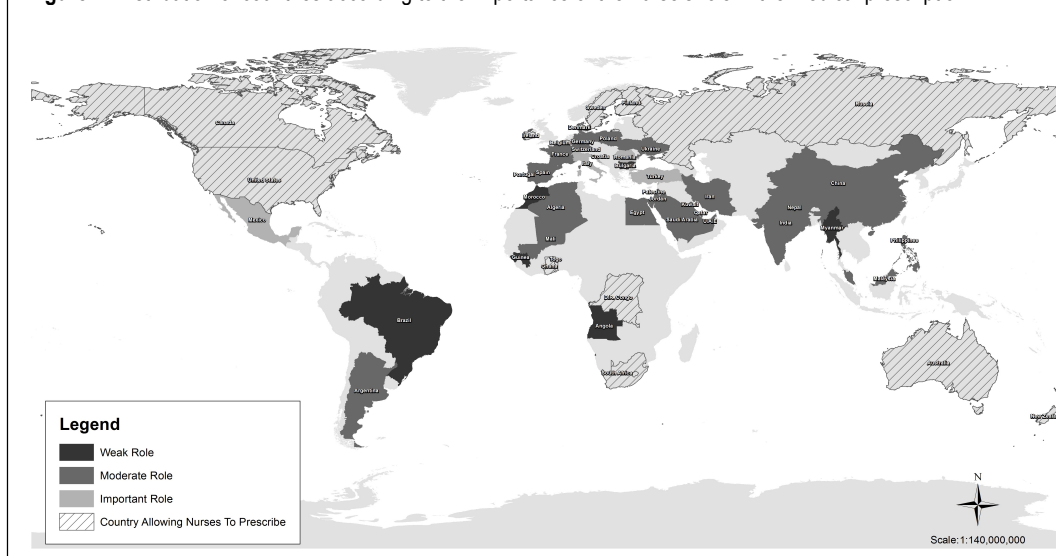 Canada
United States
Mexico
Brazil
Argentina
Ireland
Denmark
Sweden
Finland
Belgium
Germany
Poland
Switzerland
France
Croatia
Romania
Ukraine
Italy
Bulgaria
Portugal
Spain
Turkey
Morocco
Algeria
Palestine
Jordan
Egypt
Kuwait
Iran
Qatar
Saudi Arabia
Mali
Guinea
Togo
Ghana
Angola
South Africa
Russia
China
Nepal
India
Myanmar
Philippines
Malaysia
Australia
Legend
Weak Role
Moderate Role
Important Role
Country Allowing Nurses To Prescribe
N
Scale:1:140,000,000